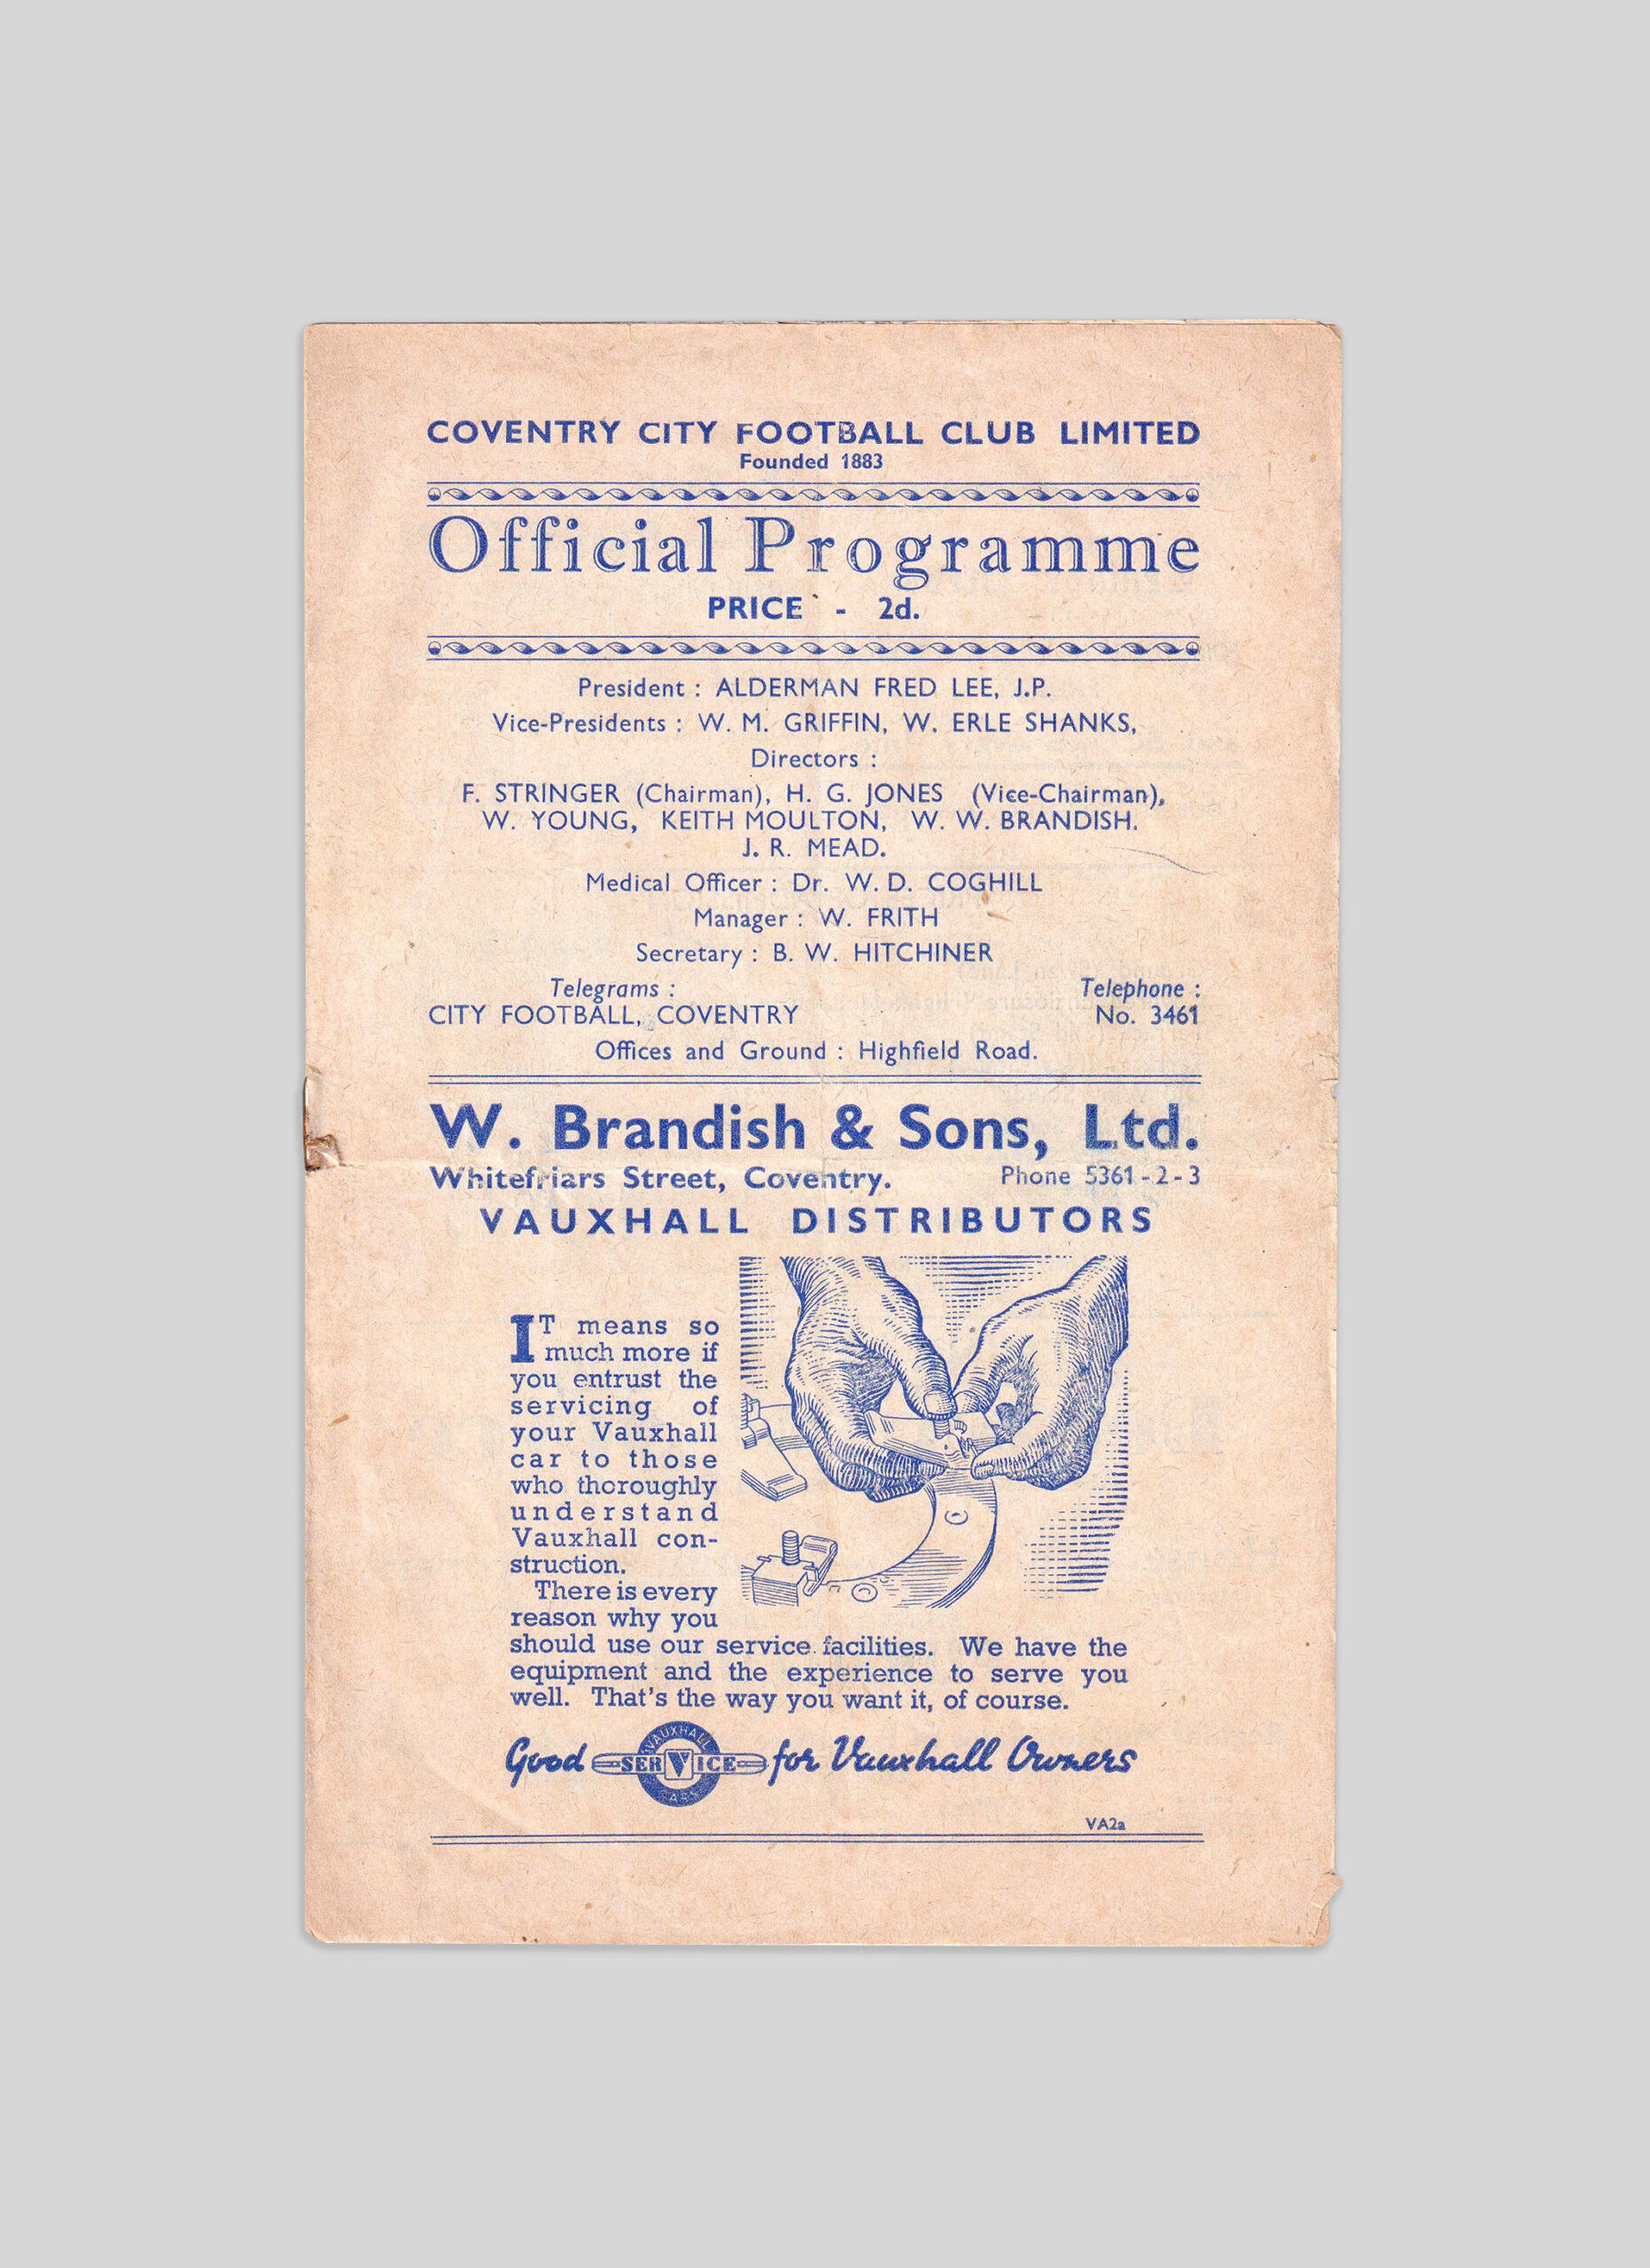 COVENTRY CITY FOOTBALL CLUB LIMITED
Founded 1883
Official Programme
PRICE - 2d.
President : ALDERMAN FRED LEE, J.P.
Vice-Presidents : W. M. GRIFFIN, W. ERLE SHANKS,
Directors :
F. STRINGER (Chairman), H. G. JONES (Vice-Chairman),
W. YOUNG, KEITH MOULTON, W. W. BRANDISH.
J. R. MEAD.
Medical Officer : Dr. W. D. COGHILL
Manager : W. FRITH
Secretary : B. W. HITCHINER
Telegrams : Telephone :
CITY FOOTBALL, COVENTRY No. 3461
Offices and Ground : Highfield Road.
W. Brandish & Sons, Ltd.
Whitefriars Street, Coventry. Phone 5361-2-3
VAUXHALL DISTRIBUTORS
IT means so
much more if
you entrust the
servicing of
your Vauxhall
car to those
who thoroughly
understand
Vauxhall con-
struction.
There is every
reason why you
should use our service facilities. We have the
equipment and the experience to serve you
well. That's the way you want it, of course.
Good VAUXHALL SERVICE CARS for Vauxhall Owners
VA2a